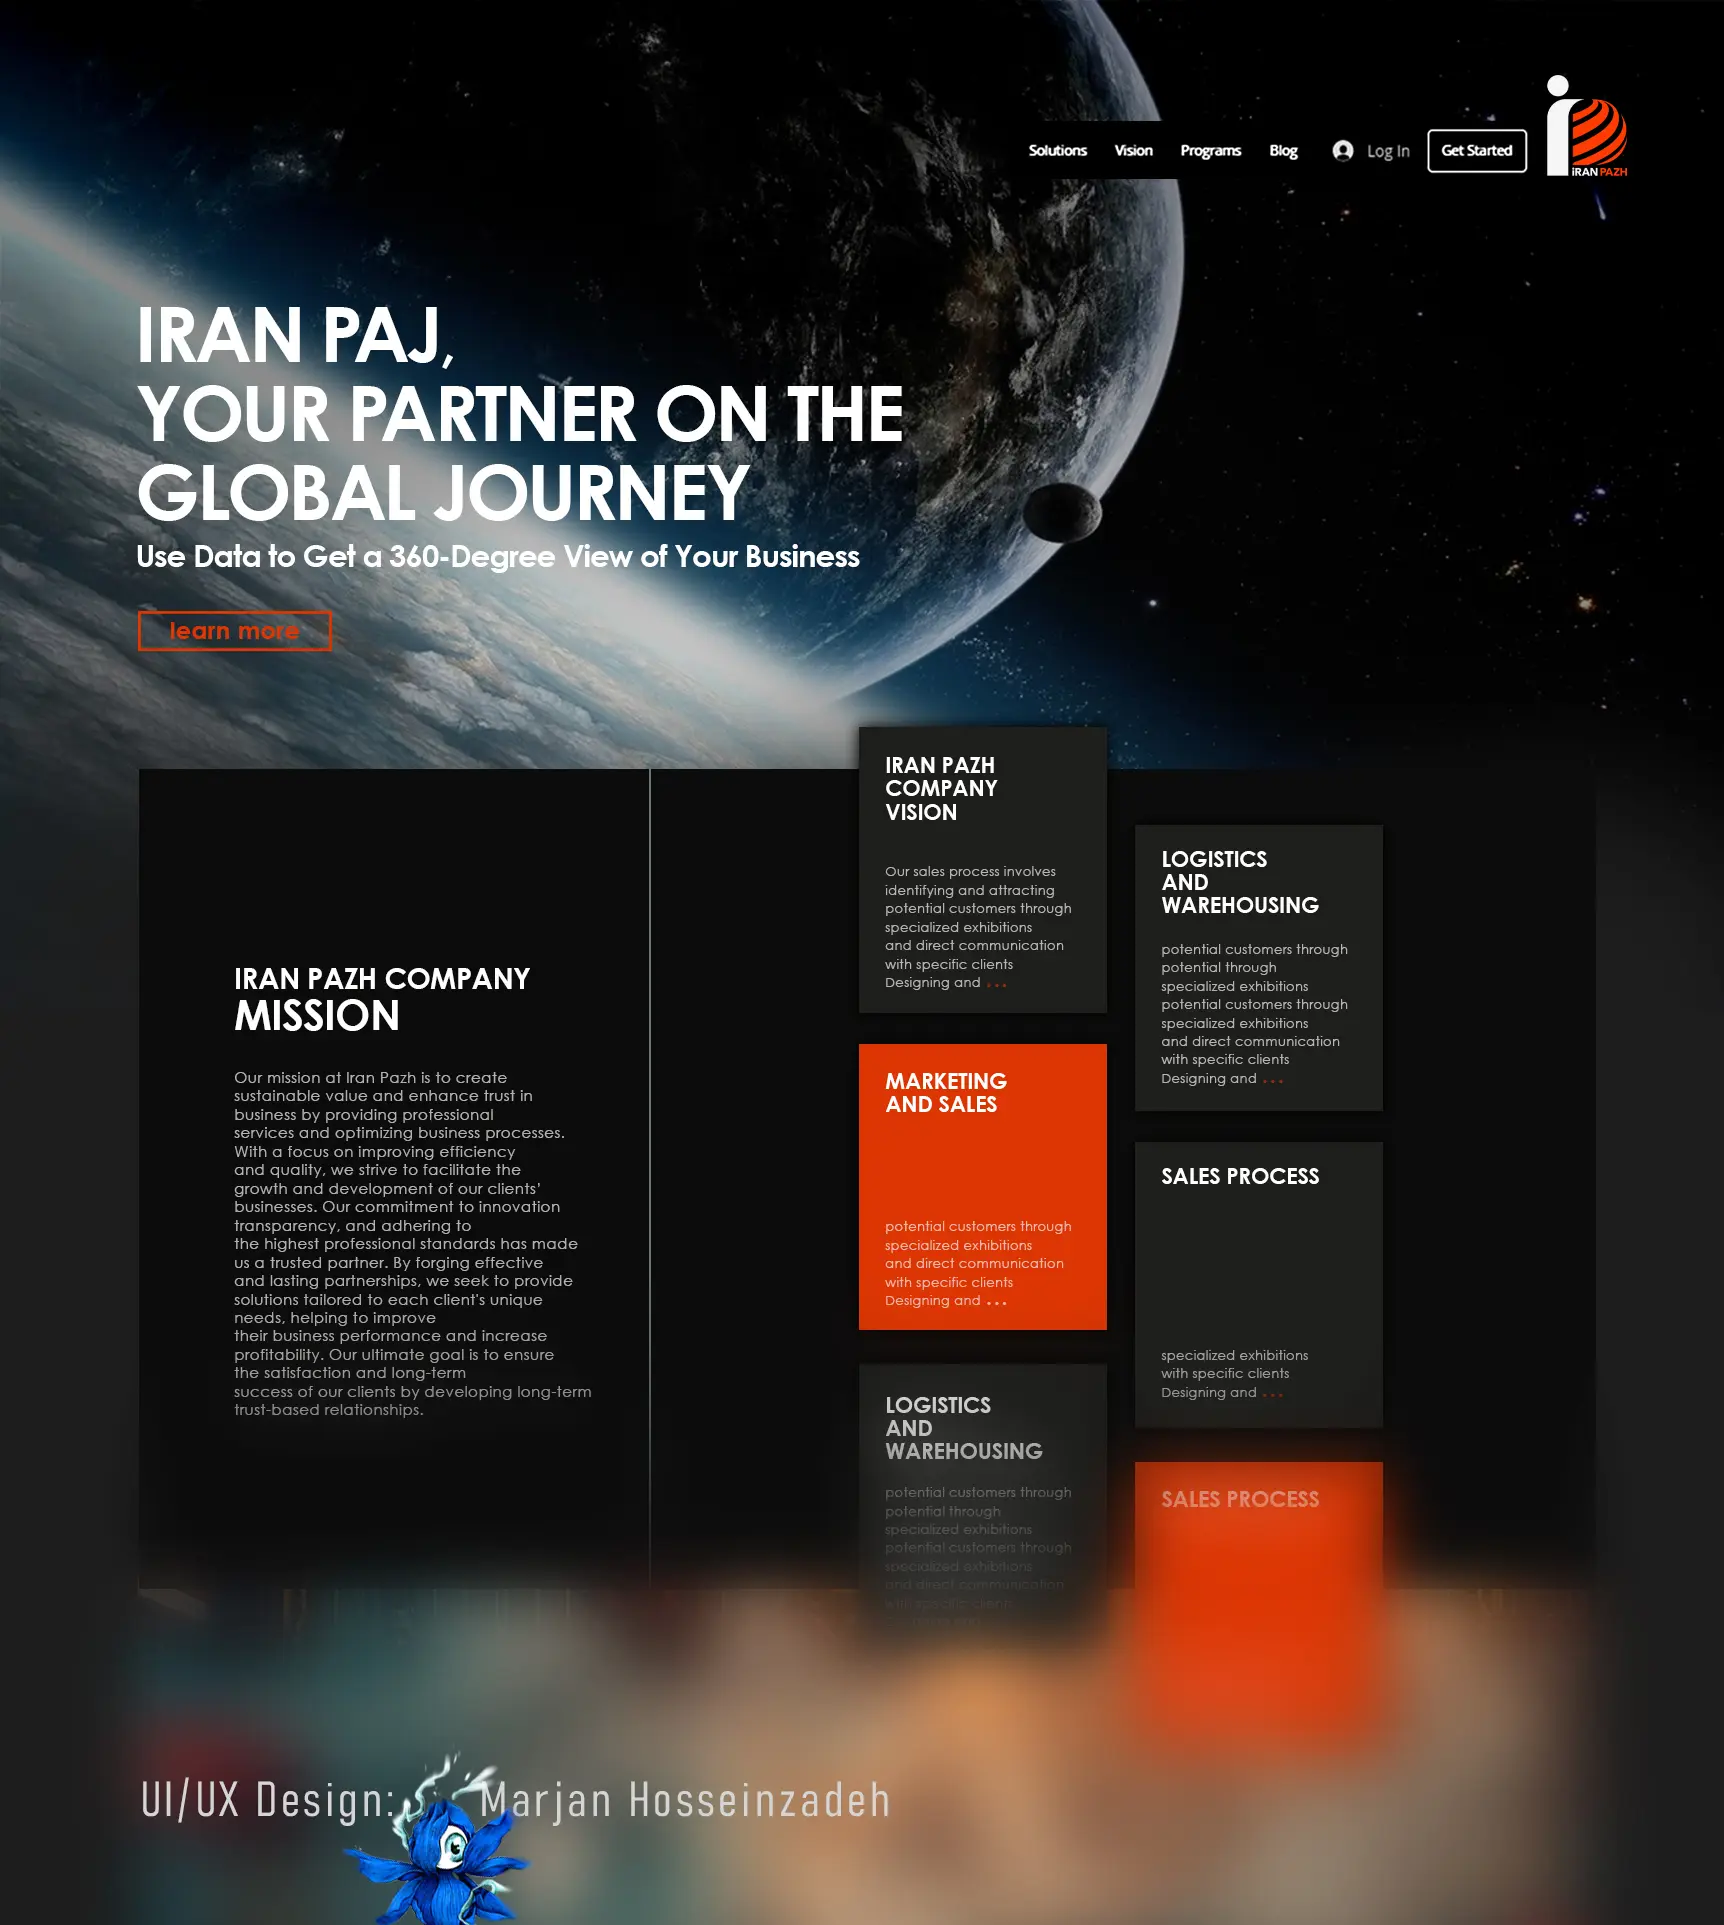 Solutions Vision Programs Blog Log In Get Started
iRAN PAZH
IRAN PAJ,
YOUR PARTNER ON THE
GLOBAL JOURNEY
Use Data to Get a 360-Degree View of Your Business
learn more
IRAN PAZH COMPANY
MISSION
Our mission at Iran Pazh is to create
sustainable value and enhance trust in
business by providing professional
services and optimizing business processes.
With a focus on improving efficiency
and quality, we strive to facilitate the
growth and development of our clients'
businesses. Our commitment to innovation
transparency, and adhering to
the highest professional standards has made
us a trusted partner. By forging effective
and lasting partnerships, we seek to provide
solutions tailored to each client's unique
needs, helping to improve
their business performance and increase
profitability. Our ultimate goal is to ensure
the satisfaction and long-term
success of our clients by developing long-term
trust-based relationships.
IRAN PAZH
COMPANY
VISION
Our sales process involves
identifying and attracting
potential customers through
specialized exhibitions
and direct communication
with specific clients
Designing and ...
MARKETING
AND SALES
potential customers through
specialized exhibitions
and direct communication
with specific clients
Designing and ...
LOGISTICS
AND
WAREHOUSING
potential customers through
potential through
specialized exhibitions
potential customers through
specialized exhibitions
and direct communication
with specific clients
LOGISTICS
AND
WAREHOUSING
potential customers through
potential through
specialized exhibitions
potential customers through
specialized exhibitions
and direct communication
with specific clients
Designing and ...
SALES PROCESS
specialized exhibitions
with specific clients
Designing and ...
SALES PROCESS
UI/UX Design: Marjan Hosseinzadeh